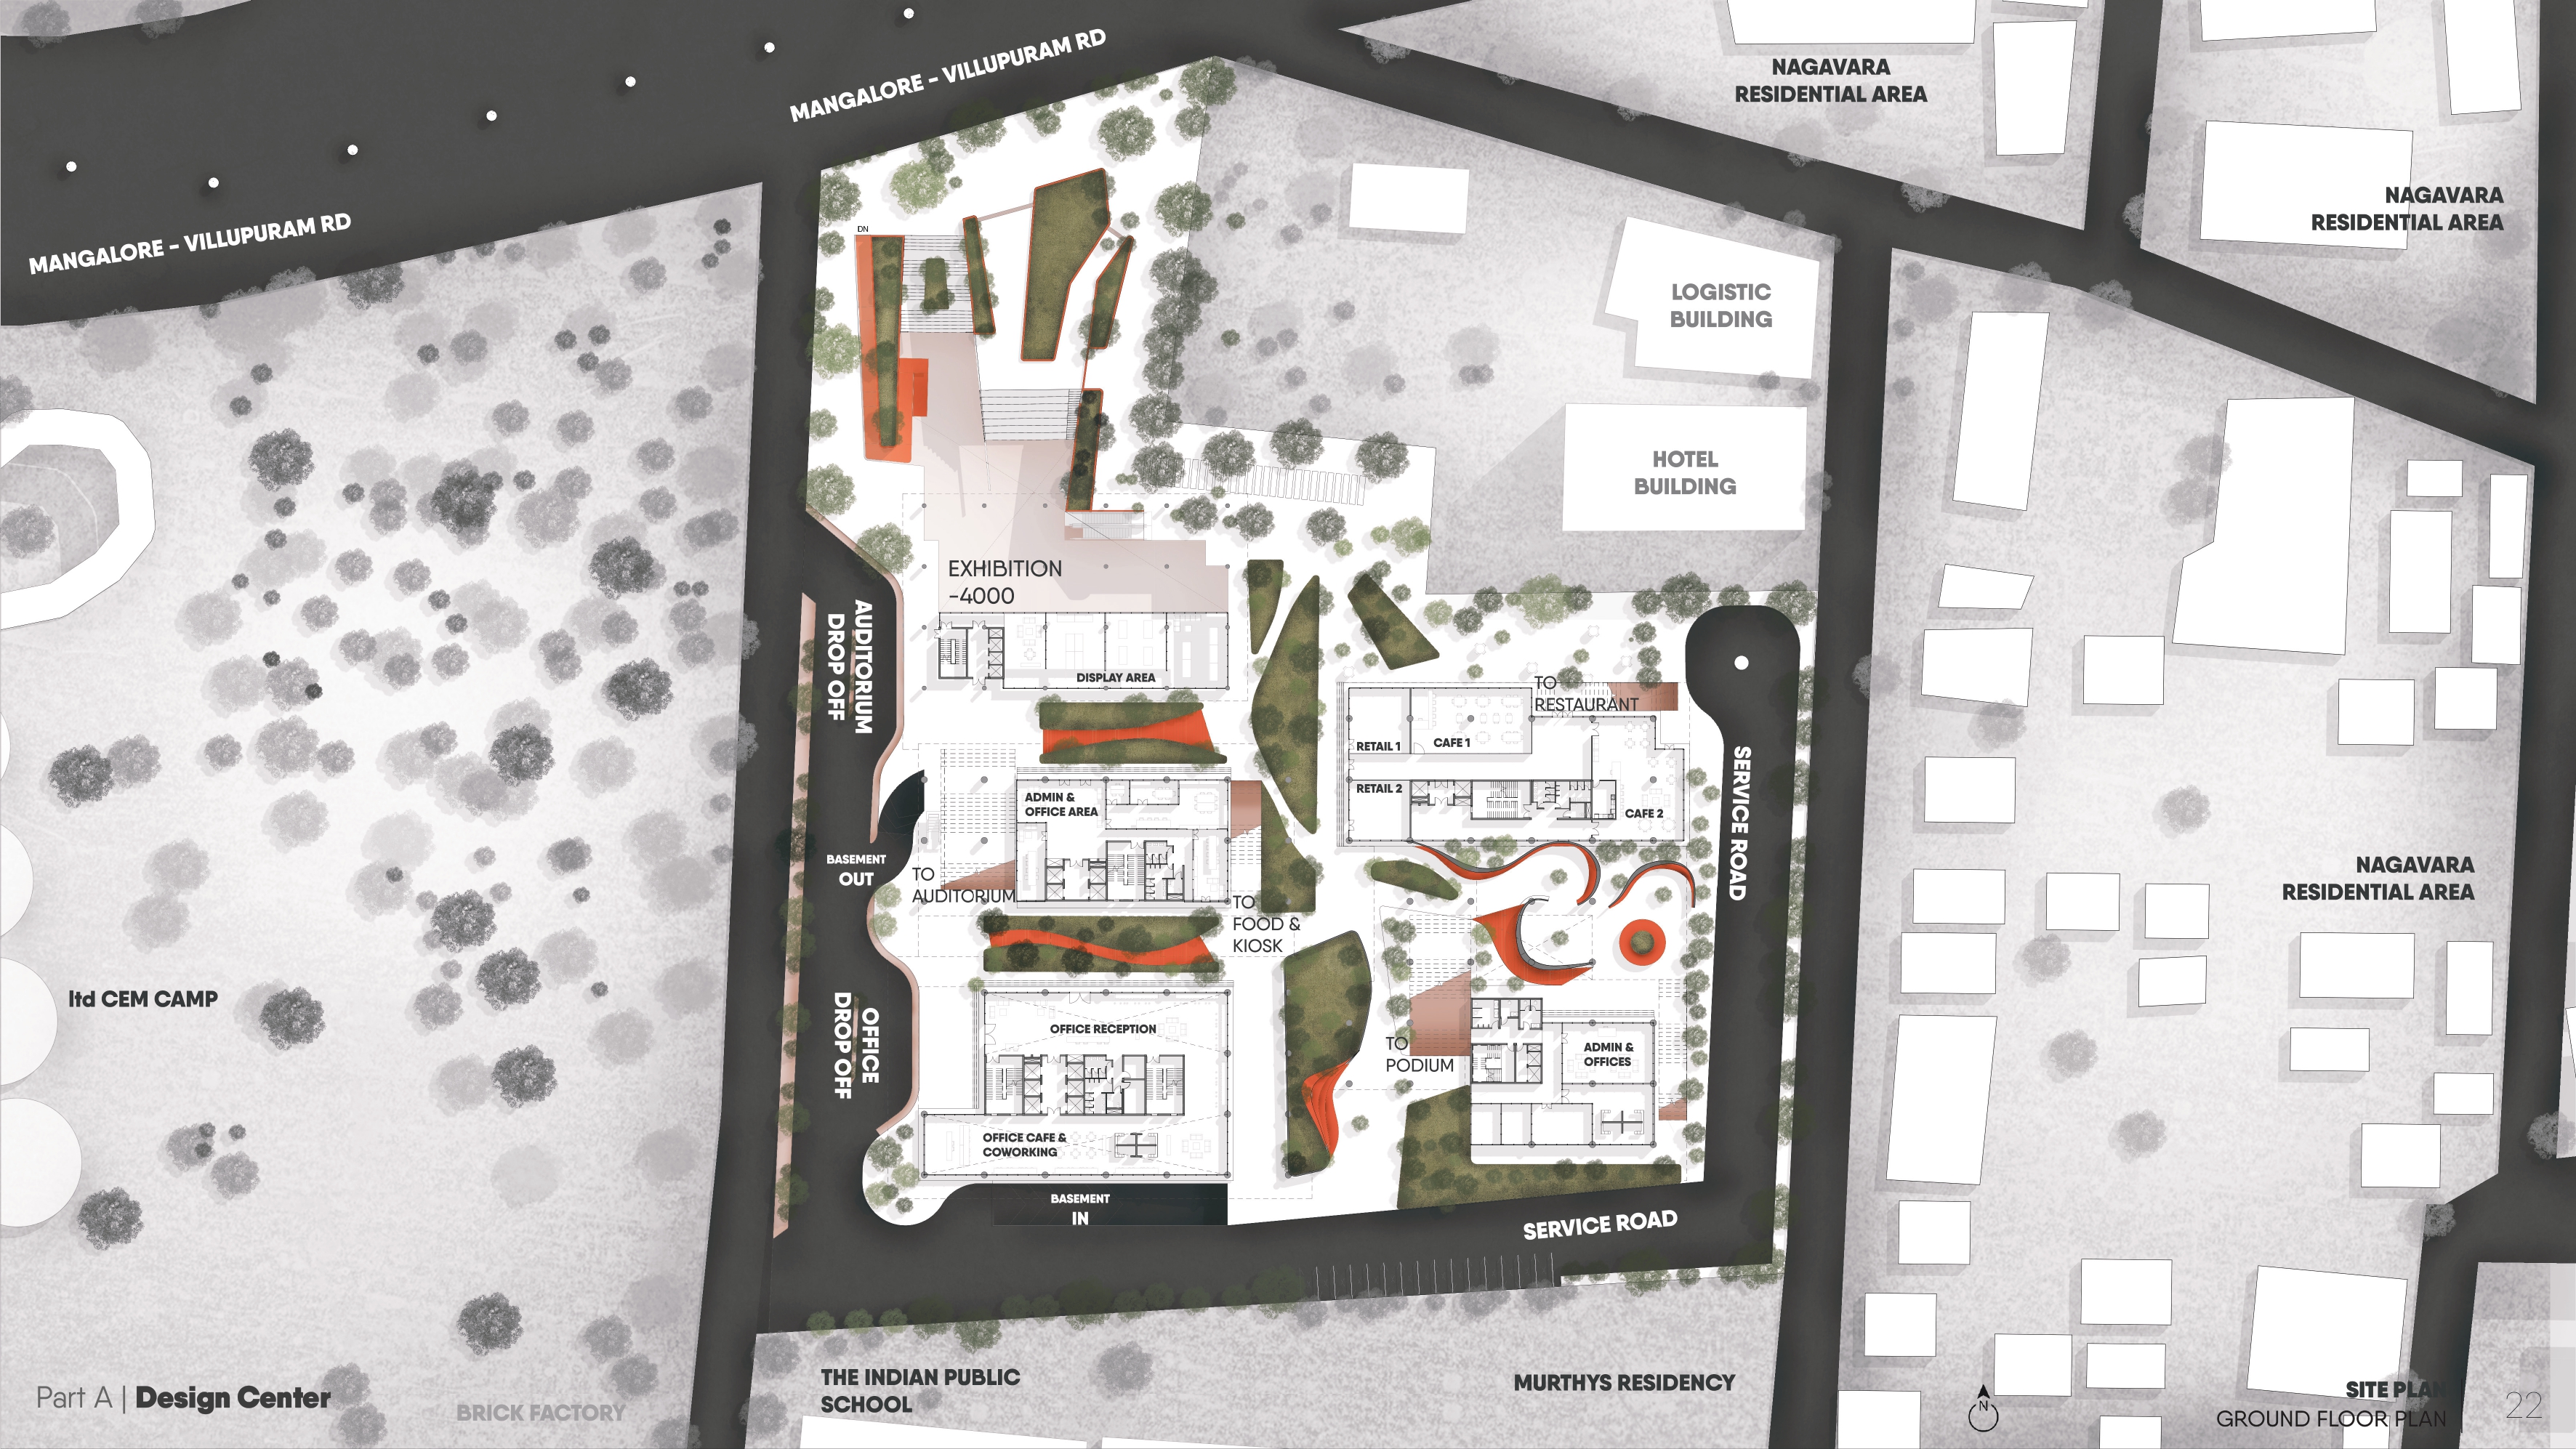 MANGALORE - VILLUPURAM RD
NAGAVARA
RESIDENTIAL AREA
MANGALORE - VILLUPURAM RD
NAGAVARA
RESIDENTIAL AREA
DN
LOGISTIC
BUILDING
HOTEL
BUILDING
EXHIBITION
-4000
AUDITORIUM
DROP OFF
DISPLAY AREA
TO
RESTAURANT
RETAIL 1
CAFE 1
RETAIL 2
CAFE 2
SERVICE ROAD
ADMIN &
OFFICE AREA
BASEMENT
OUT
TO
AUDITORIUM
TO
FOOD &
KIOSK
NAGAVARA
RESIDENTIAL AREA
ltd CEM CAMP
OFFICE
DROP OFF
OFFICE RECEPTION
TO
PODIUM
ADMIN &
OFFICES
OFFICE CAFE &
COWORKING
BASEMENT
IN
SERVICE ROAD
THE INDIAN PUBLIC
SCHOOL
MURTHYS RESIDENCY
Part A | Design Center
BRICK FACTORY
N
SITE PLAN
GROUND FLOOR PLAN
22